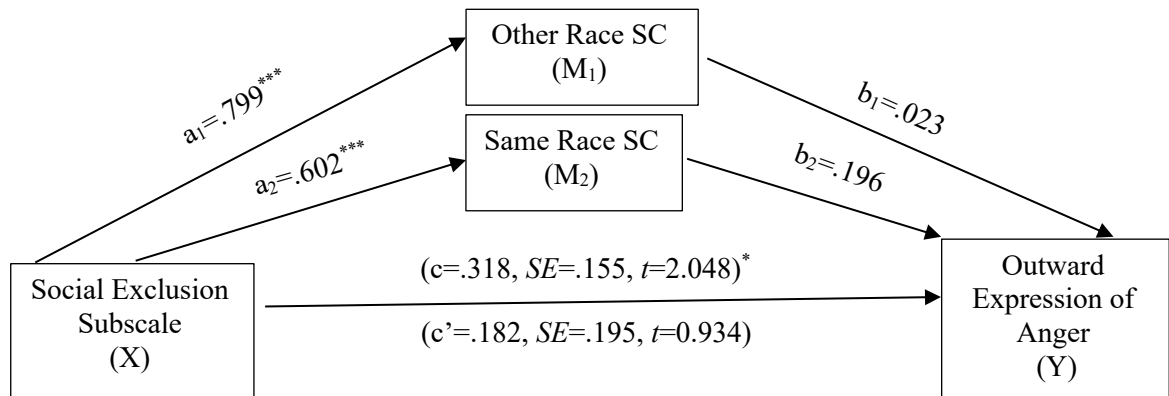 Other Race SC
(M₁)
a₁=.799***
b₁=.023
Same Race SC
(M₂)
a₂=.602***
b₂=.196
Social Exclusion
Subscale
(X)
(c=.318, SE=.155, t=2.048)*
(c’=.182, SE=.195, t=0.934)
Outward
Expression of
Anger
(Y)